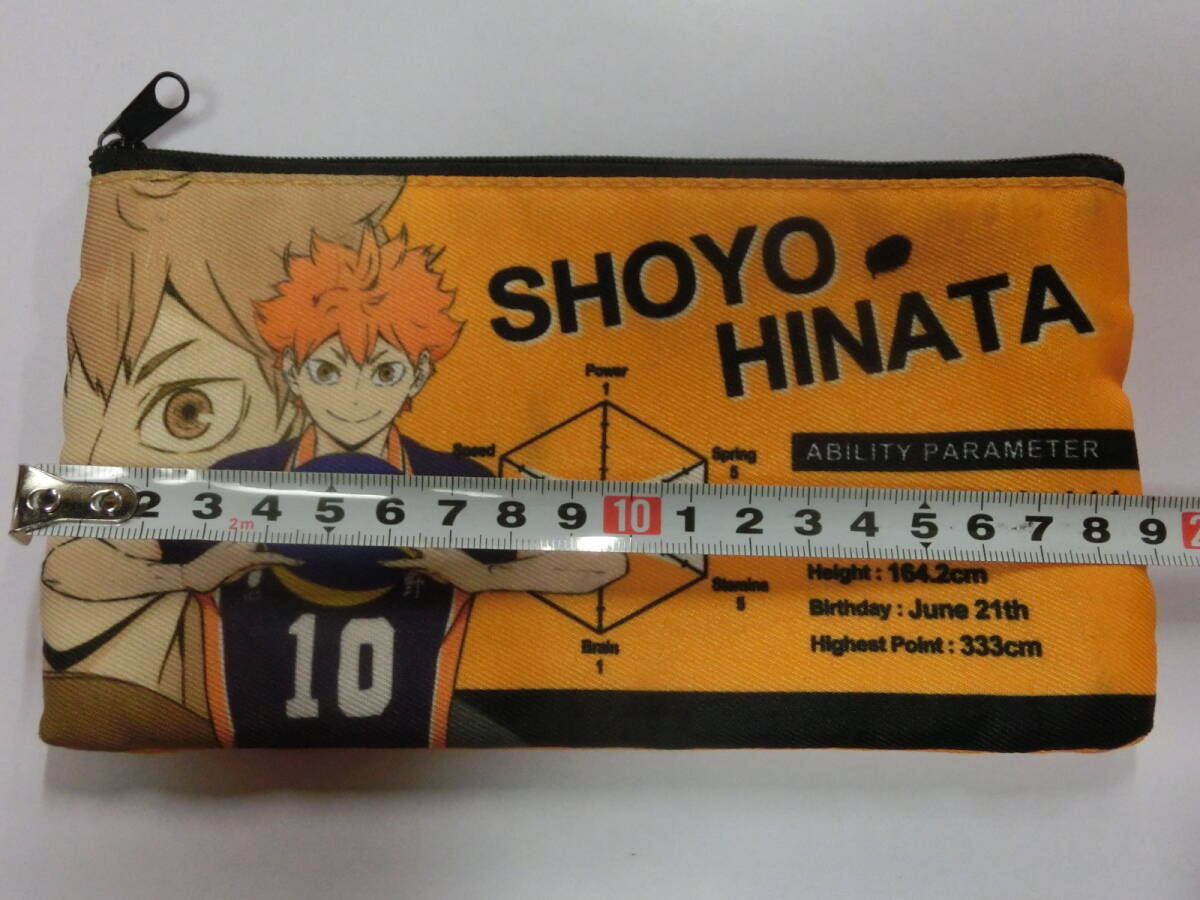 SHOYO
HINATA
Power
1
Speed
Spring
5
ABILITY PARAMETER
2 3 4 5 6 7 8 9 10 1 2 3 4 5 6 7 8 9 2
2m
Stamina
5
Brain
1
Height : 164.2cm
Birthday : June 21th
Highest Point : 333cm
10